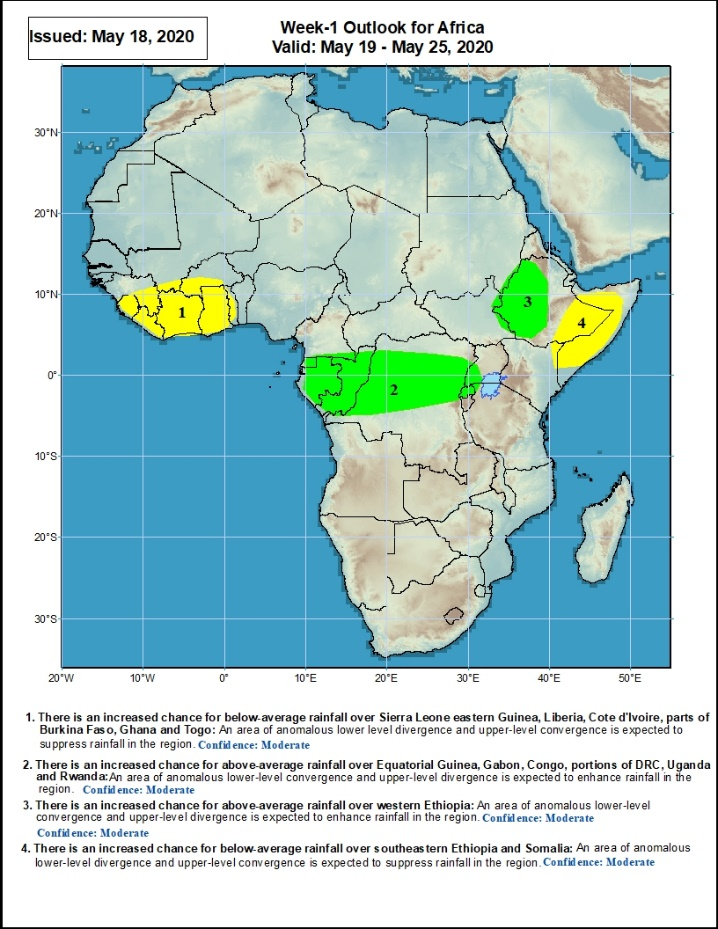 Issued: May 18, 2020
Week-1 Outlook for Africa
Valid: May 19 - May 25, 2020
30°N
20°N
10°N
0°
10°S
20°S
30°S
1
2
3
4
20°W
10°W
0°
10°E
20°E
30°E
40°E
50°E
1. There is an increased chance for below-average rainfall over Sierra Leone eastern Guinea, Liberia, Cote d'Ivoire, parts of
Burkina Faso, Ghana and Togo: An area of anomalous lower level divergence and upper-level convergence is expected to
suppress rainfall in the region. Confidence: Moderate
2. There is an increased chance for above-average rainfall over Equatorial Guinea, Gabon, Congo, portions of DRC, Uganda
and Rwanda:An area of anomalous lower-level convergence and upper-level divergence is expected to enhance rainfall in the
region. Confidence: Moderate
3. There is an increased chance for above-average rainfall over western Ethiopia: An area of anomalous lower-level
convergence and upper-level divergence is expected to enhance rainfall in the region. Confidence: Moderate
Confidence: Moderate
4. There is an increased chance for below-average rainfall over southeastern Ethiopia and Somalia: An area of anomalous
lower-level divergence and upper-level convergence is expected to suppress rainfall in the region. Confidence: Moderate